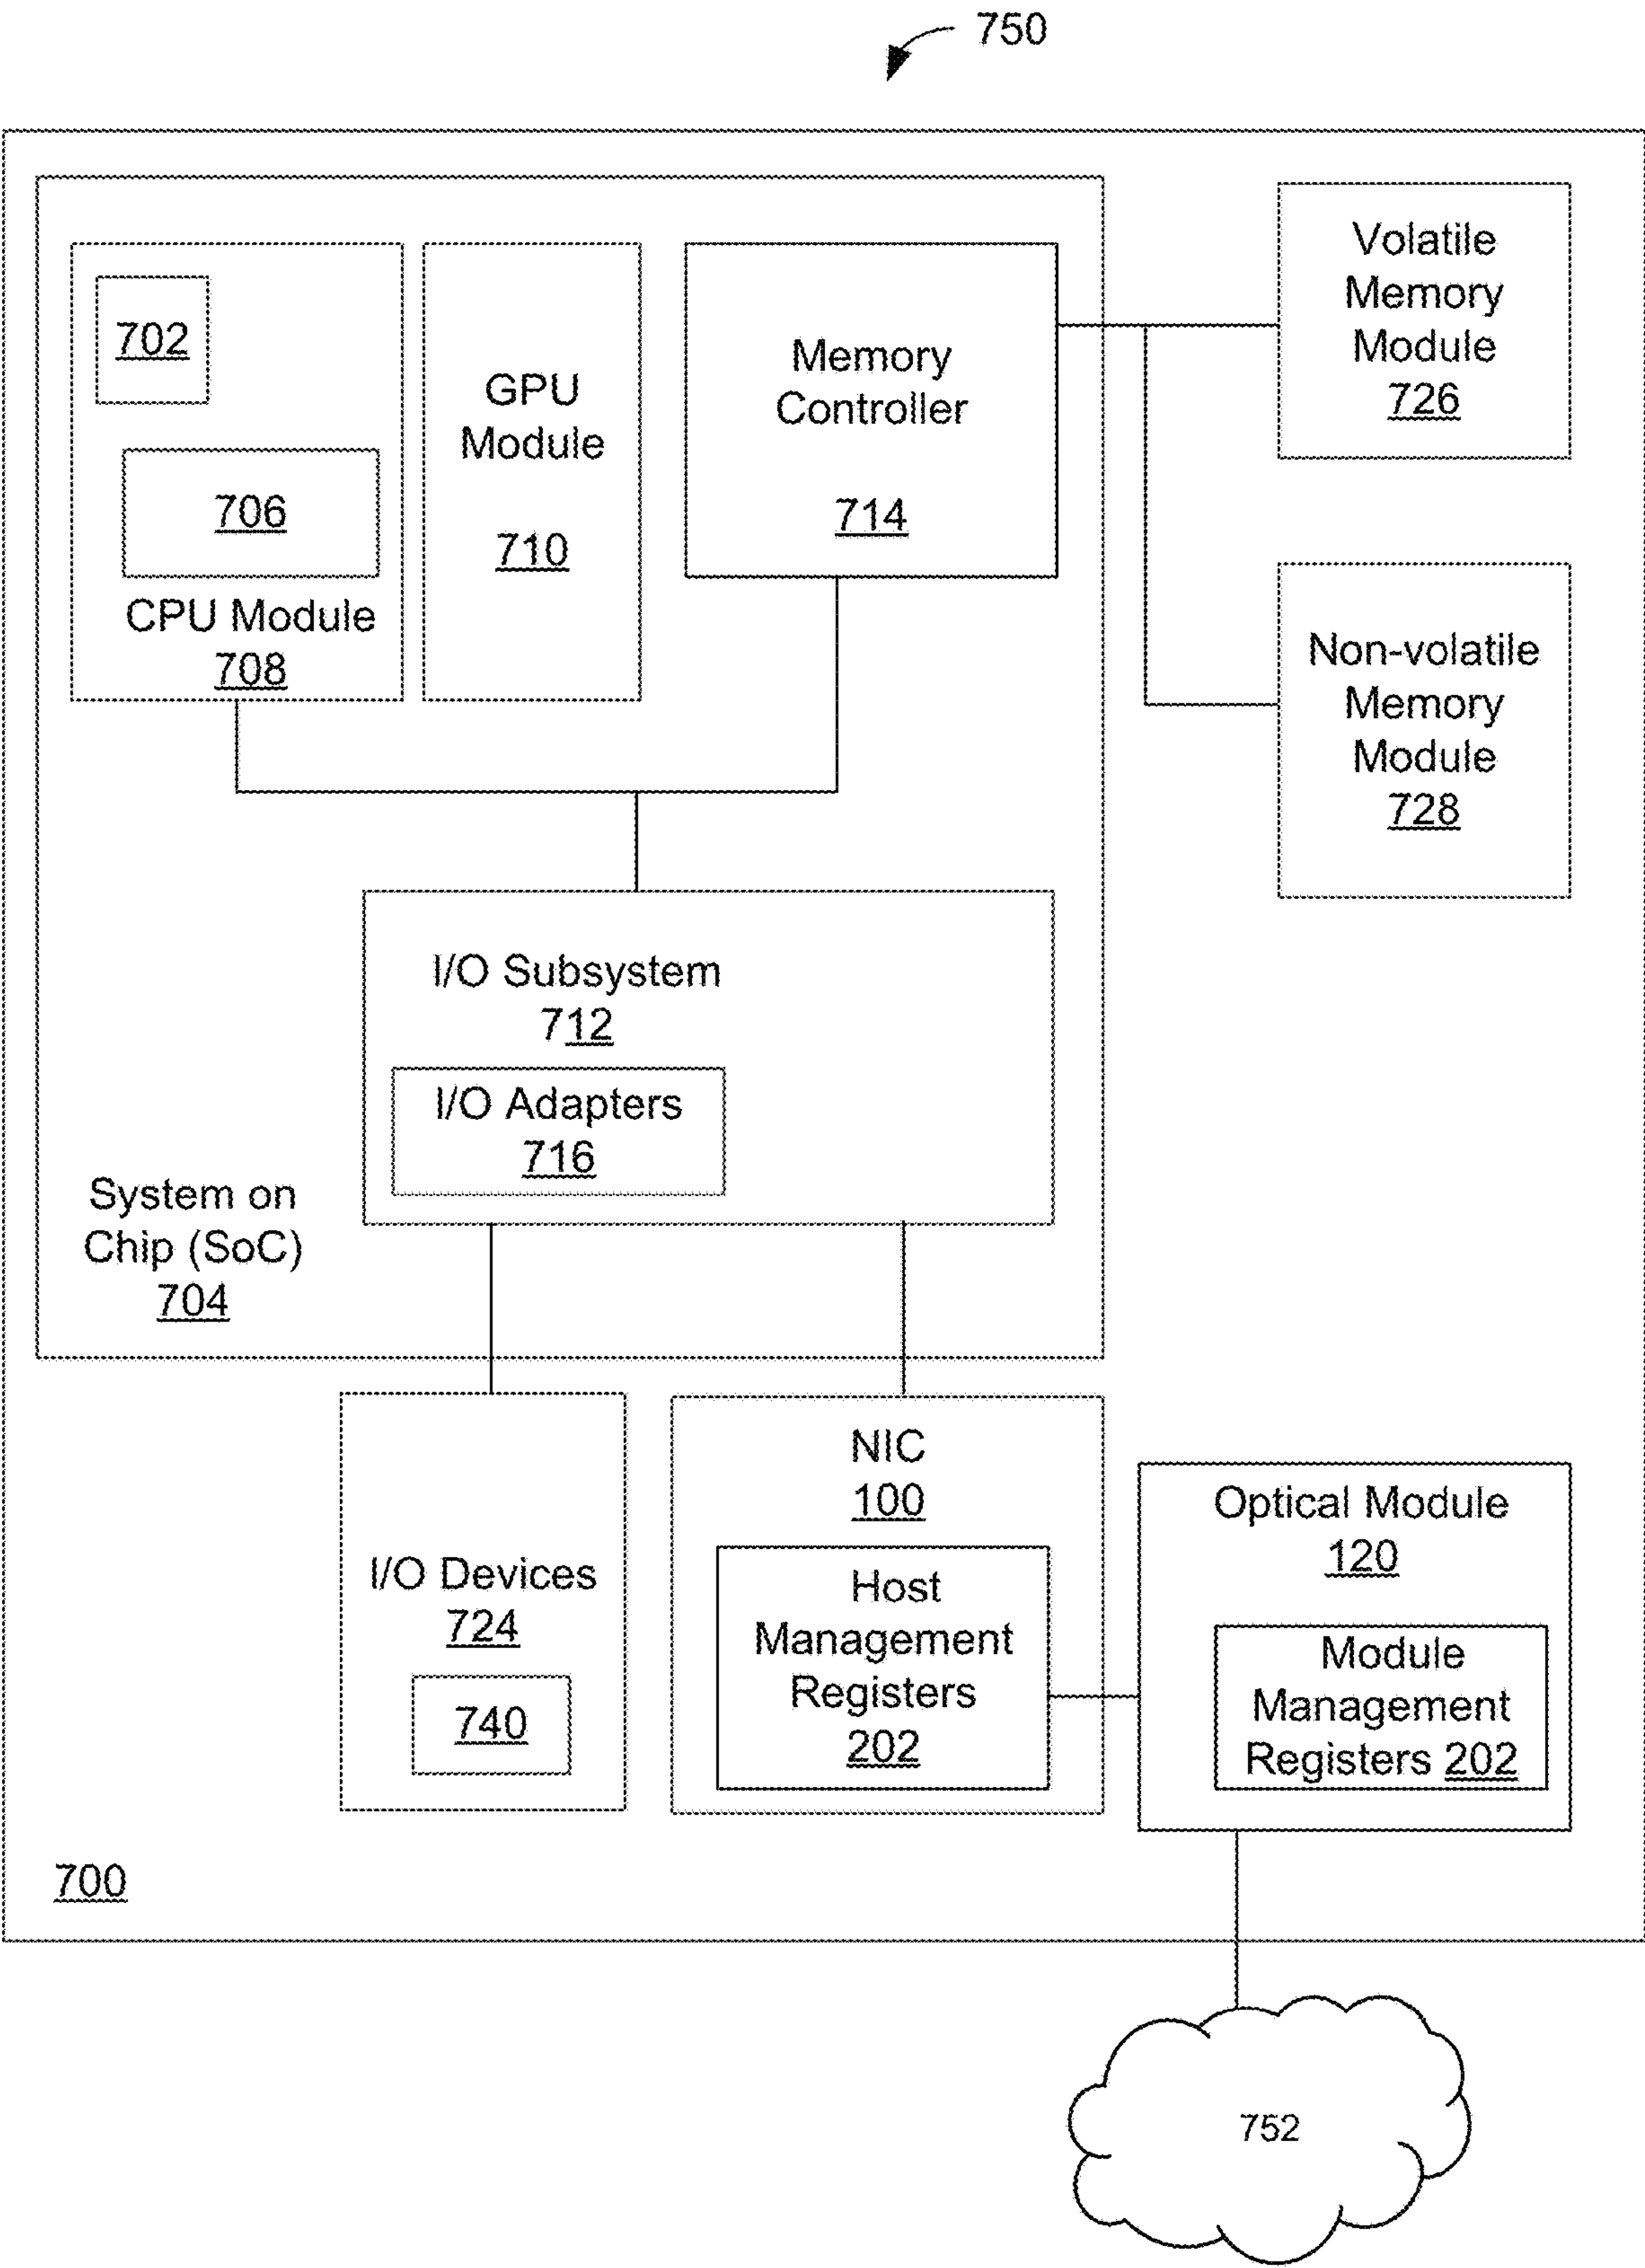 750
702
706
CPU Module
708
GPU
Module
710
Memory
Controller
714
Volatile
Memory
Module
726
Non-volatile
Memory
Module
728
I/O Subsystem
712
I/O Adapters
716
System on
Chip (SoC)
704
I/O Devices
724
740
NIC
100
Host
Management
Registers
202
Optical Module
120
Module
Management
Registers 202
700
752